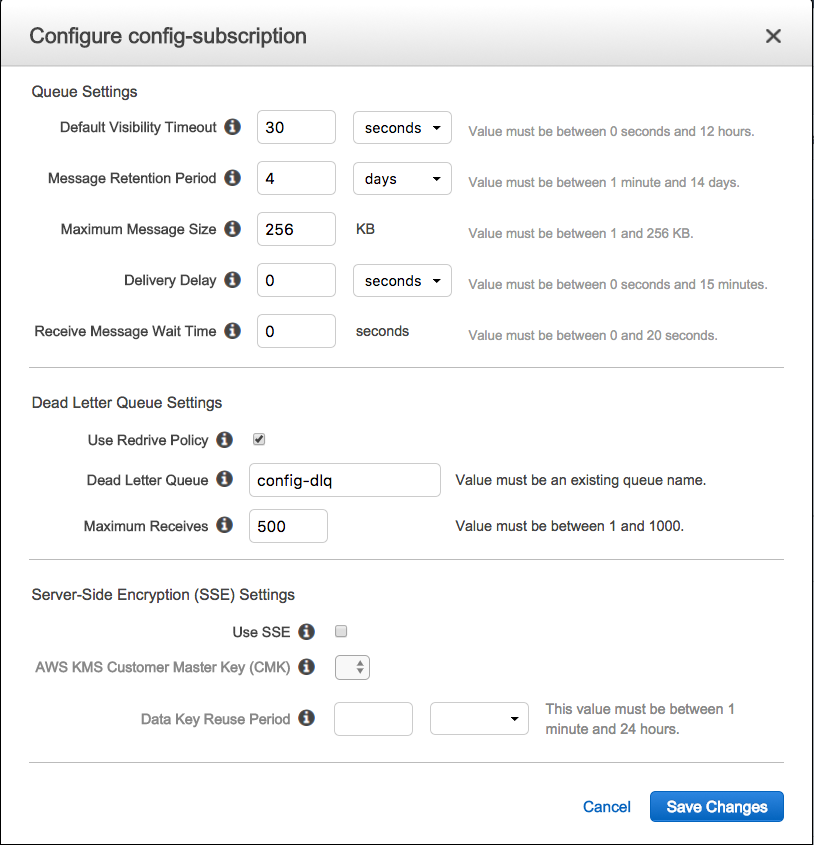 Configure config-subscription
Queue Settings
Default Visibility Timeout 30 seconds Value must be between 0 seconds and 12 hours.
Message Retention Period 4 days Value must be between 1 minute and 14 days.
Maximum Message Size 256 KB Value must be between 1 and 256 KB.
Delivery Delay 0 seconds Value must be between 0 seconds and 15 minutes.
Receive Message Wait Time 0 seconds Value must be between 0 and 20 seconds.
Dead Letter Queue Settings
Use Redrive Policy
Dead Letter Queue config-dlq Value must be an existing queue name.
Maximum Receives 500 Value must be between 1 and 1000.
Server-Side Encryption (SSE) Settings
Use SSE
AWS KMS Customer Master Key (CMK)
Data Key Reuse Period This value must be between 1
minute and 24 hours.
Cancel Save Changes